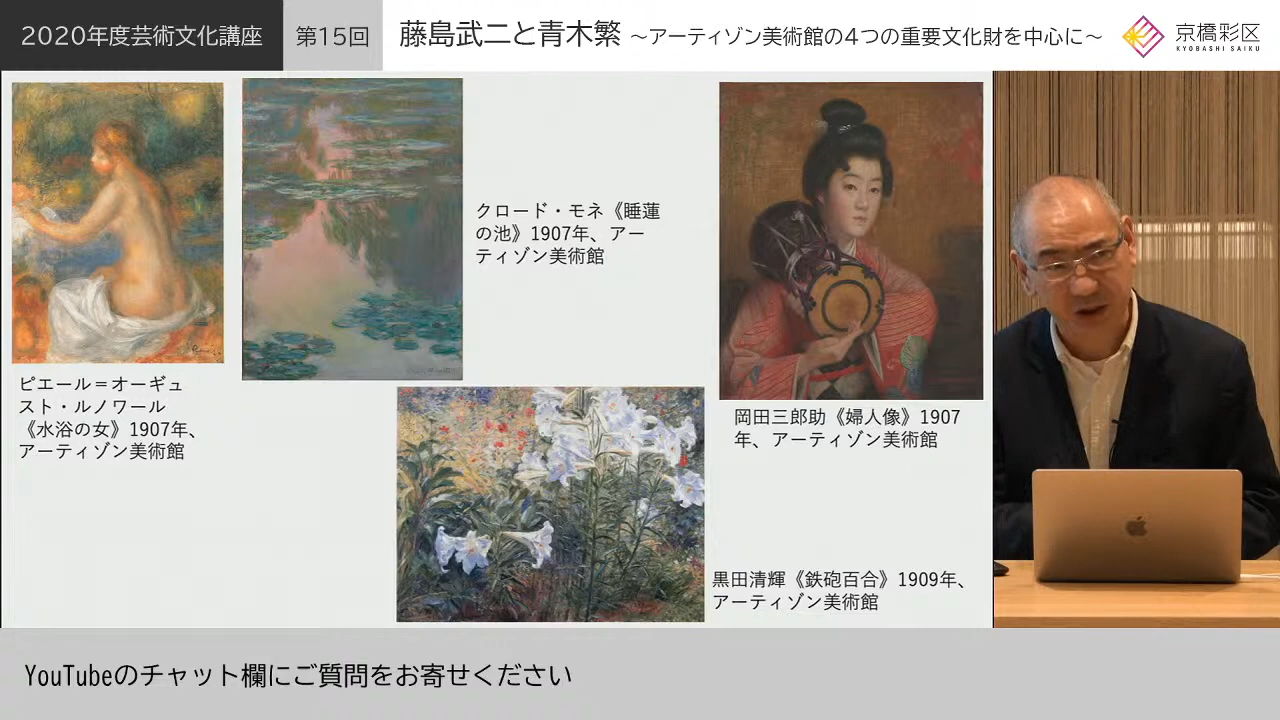 2020年度芸術文化講座
第15回
藤島武二と青木繁 ～アーティゾン美術館の4つの重要文化財を中心に～
京橋彩区
KYOBASHI SAIKU
クロード・モネ《睡蓮
の池》1907年、アー
ティゾン美術館
ピエール＝オーギュ
スト・ルノワール
《水浴の女》1907年、
アーティゾン美術館
岡田三郎助《婦人像》1907
年、アーティゾン美術館
黒田清輝《鉄砲百合》1909年、
アーティゾン美術館
YouTubeのチャット欄にご質問をお寄せください